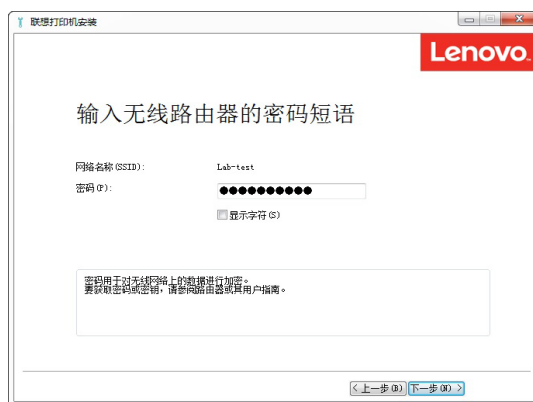 联想打印机安装
Lenovo.
输入无线路由器的密码短语
网络名称(SSID): Lab-test
密码(P): ●●●●●●●●●●
显示字符(S)
密码用于对无线网络上的数据进行加密。
要获取密码或密钥，请参阅路由器或其用户指南。
< 上一步(B) 下一步(N) >